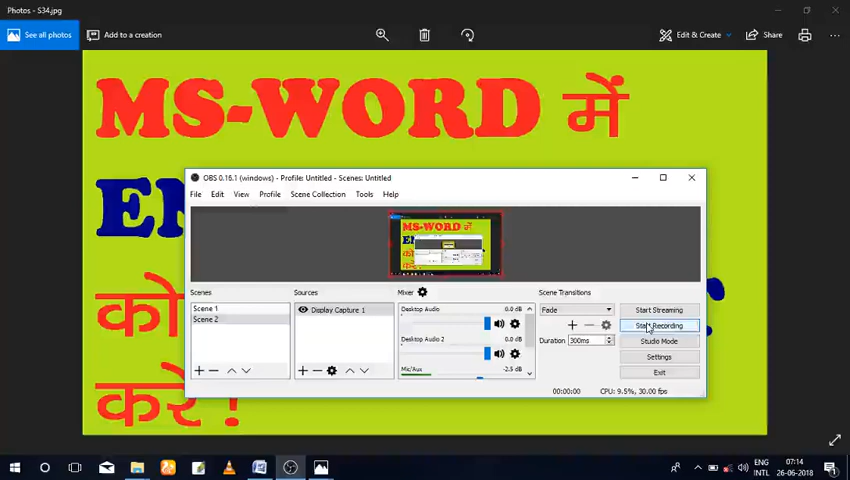 Photos - S34.jpg
See all photos
Add to a creation
Edit & Create
Share
MS-WORD में
OBS 0.16.1 (windows) - Profile: Untitled - Scenes: Untitled
File Edit View Profile Scene Collection Tools Help
MS-WORD में
Scenes
Sources
Mixer
Scene Transitions
Scene 1
Scene 2
Display Capture 1
Desktop Audio 0.0 dB
Desktop Audio 2 0.0 dB
Mic/Aux -2.5 dB
Fade
Duration 300ms
Start Streaming
Start Recording
Studio Mode
Settings
Exit
00:00:00 CPU: 9.5%, 30.00 fps
को
करे !
ENG
INTL
07:14
26-06-2018